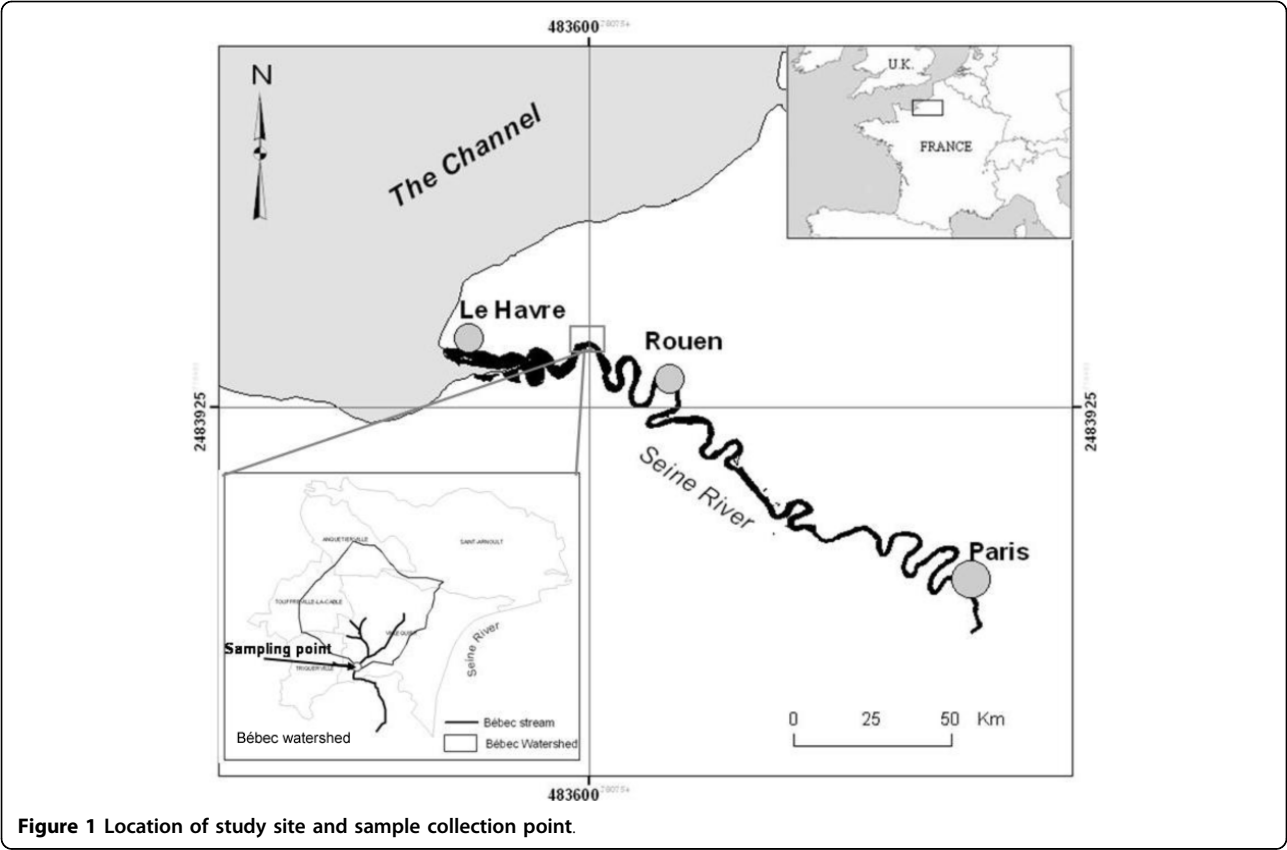 483600
N
The Channel
U.K.
FRANCE
Le Havre
Rouen
2483925
2483925
Seine River
Paris
ANQUETIERVILLE
SAINT-ARNOULT
Sampling point
Seine River
Bébec stream
Bébec watershed
Bébec Watershed
0 25 50 Km
483600
Figure 1 Location of study site and sample collection point.